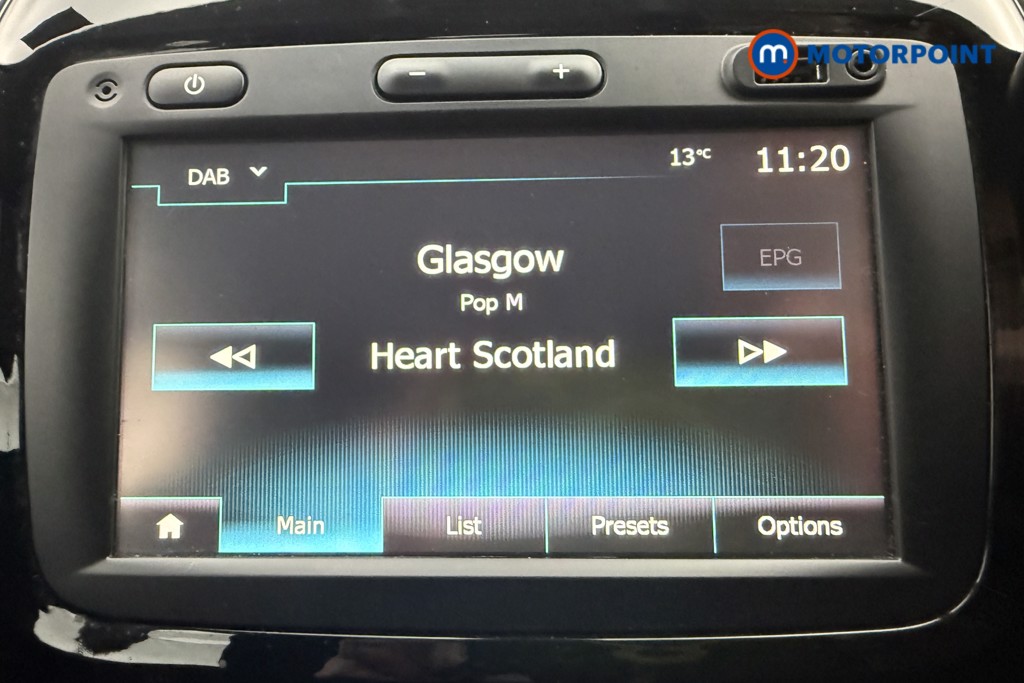 m MOTORPOINT
− +
DAB 13°C 11:20
Glasgow
EPG
Pop M
Heart Scotland
Main List Presets Options